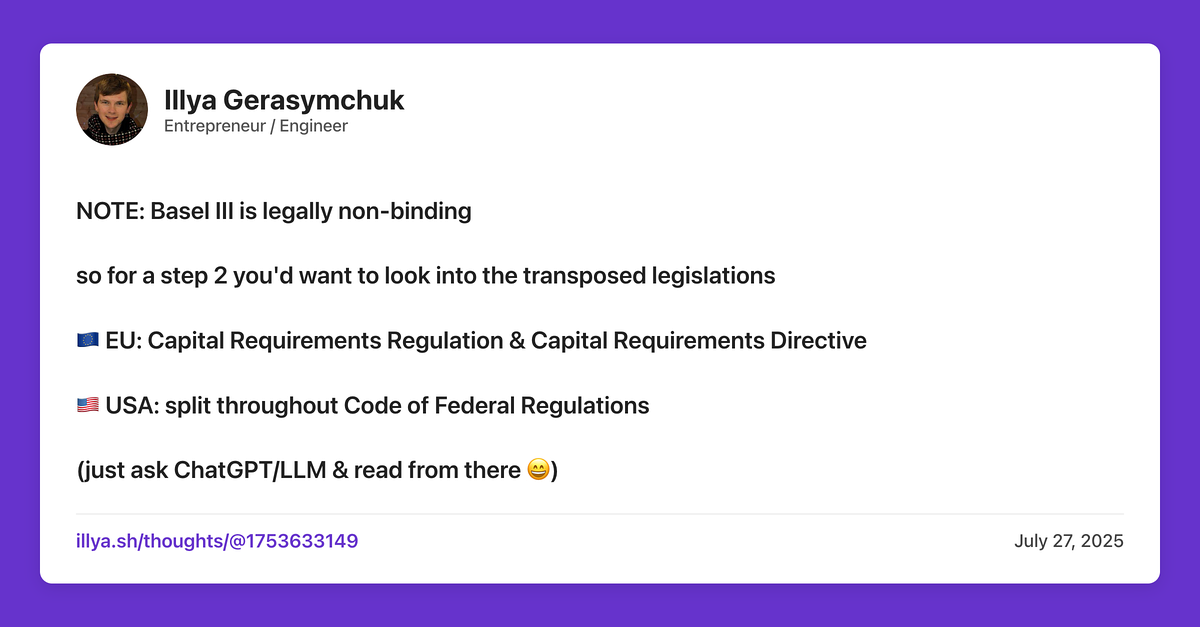 Illya Gerasymchuk
Entrepreneur / Engineer
NOTE: Basel III is legally non-binding
so for a step 2 you'd want to look into the transposed legislations
🇪🇺 EU: Capital Requirements Regulation & Capital Requirements Directive
🇺🇸 USA: split throughout Code of Federal Regulations
(just ask ChatGPT/LLM & read from there 😄)
illya.sh/thoughts/@1753633149
July 27, 2025